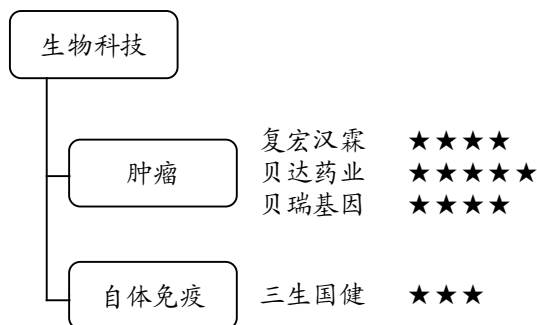 生物科技
复宏汉霖 ★★★★
肿瘤 贝达药业 ★★★★★
贝瑞基因 ★★★★
自体免疫 三生国健 ★★★